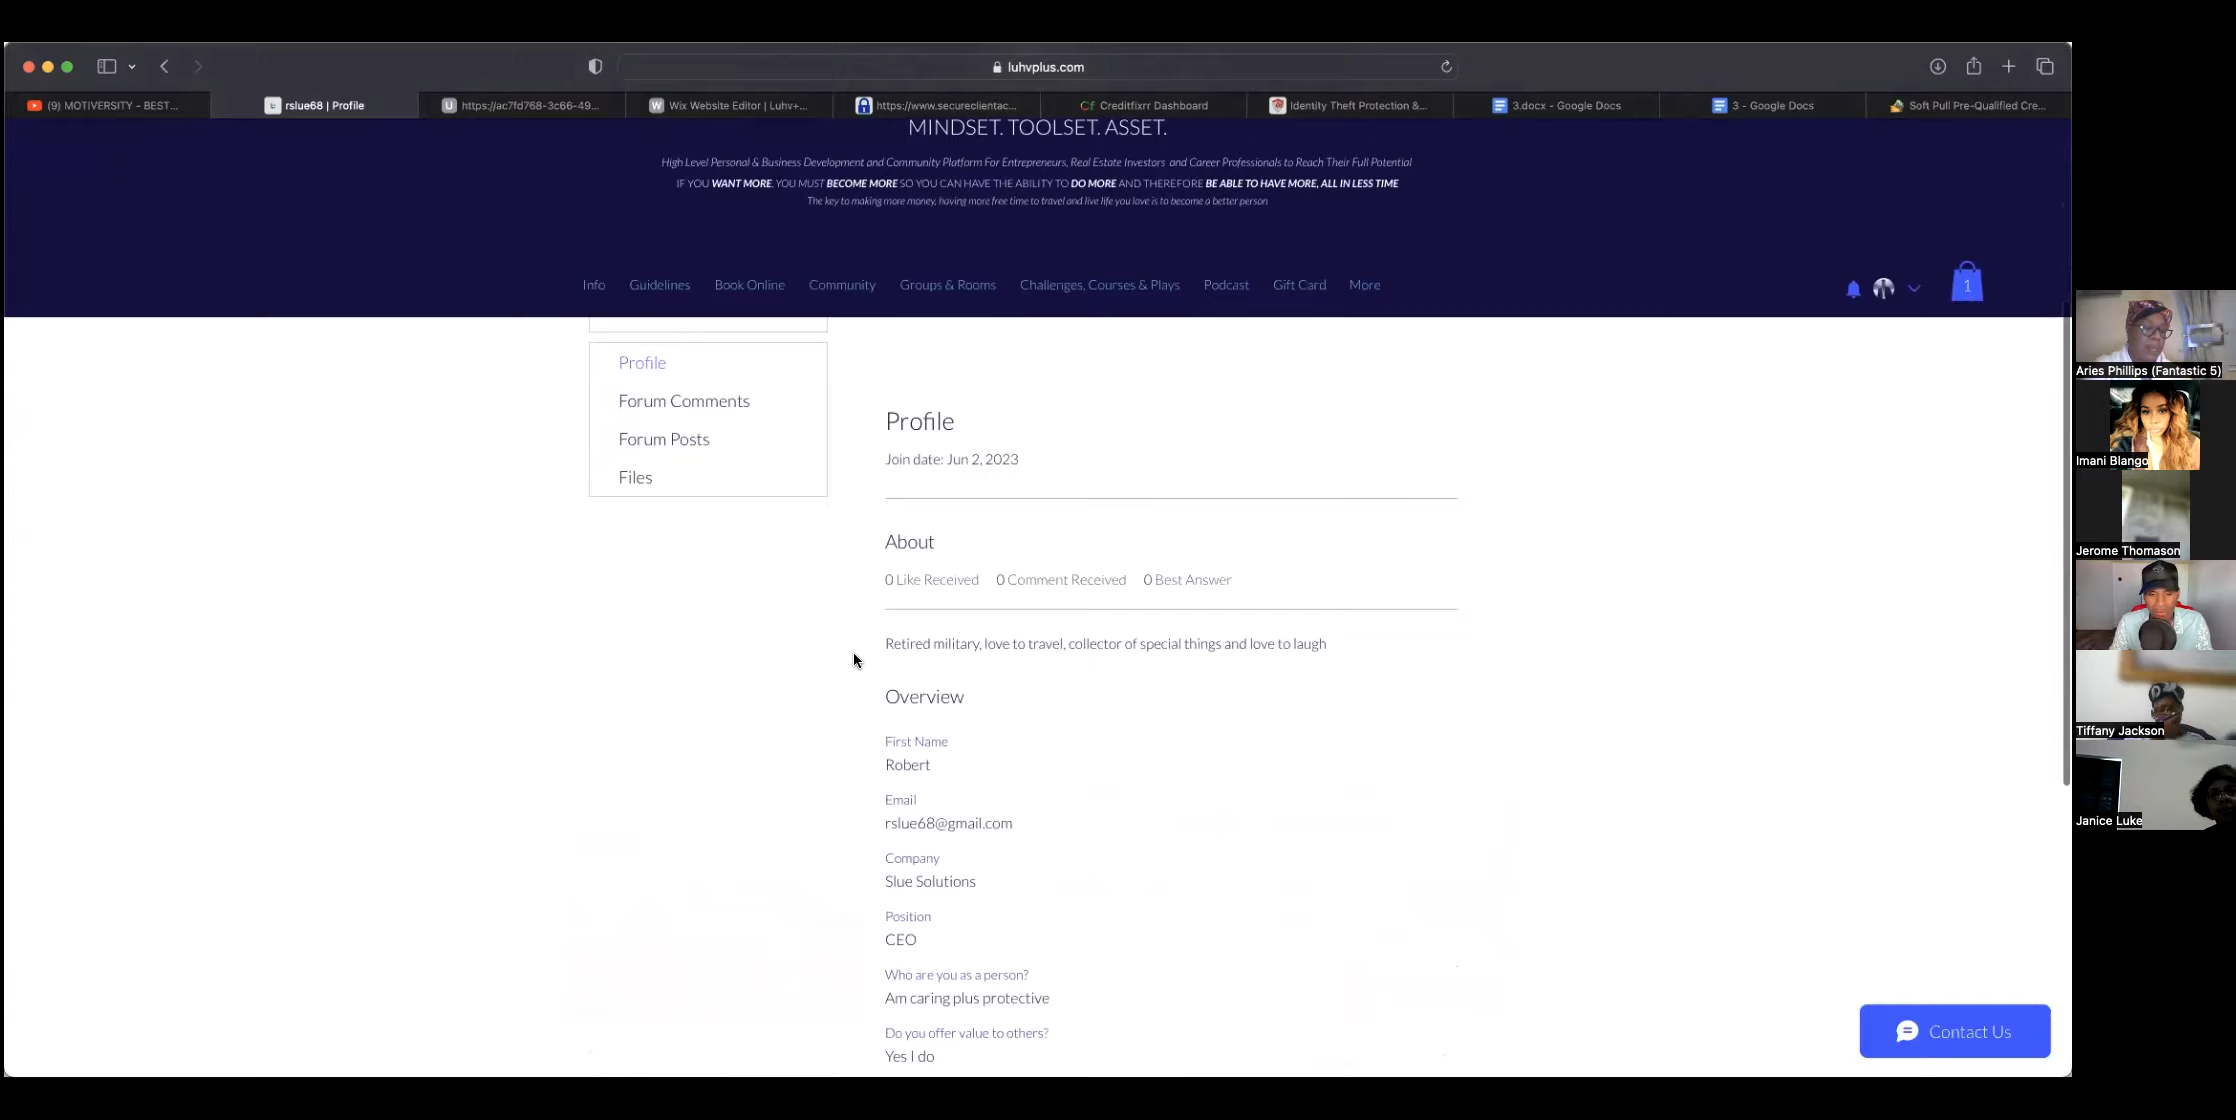 luhvplus.com
(9) MOTIVERSITY - BEST...
rslue68 | Profile
https://ac7fd768-3c66-49...
Wix Website Editor | Luhv+...
https://www.secureclientac...
Creditfixrr Dashboard
Identity Theft Protection &...
3.docx - Google Docs
3 - Google Docs
Soft Pull Pre-Qualified Cre...
MINDSET. TOOLSET. ASSET.
High Level Personal & Business Development and Community Platform For Entrepreneurs, Real Estate Investors and Career Professionals to Reach Their Full Potential
IF YOU WANT MORE, YOU MUST BECOME MORE SO YOU CAN HAVE THE ABILITY TO DO MORE AND THEREFORE BE ABLE TO HAVE MORE, ALL IN LESS TIME
The key to making more money, having more free time to travel and live life you love is to become a better person
Info Guidelines Book Online Community Groups & Rooms Challenges, Courses & Plays Podcast Gift Card More
1
Profile
Forum Comments
Forum Posts
Files
Profile
Join date: Jun 2, 2023
About
0 Like Received 0 Comment Received 0 Best Answer
Retired military, love to travel, collector of special things and love to laugh
Overview
First Name
Robert
Email
rslue68@gmail.com
Company
Slue Solutions
Position
CEO
Who are you as a person?
Am caring plus protective
Do you offer value to others?
Yes I do
Contact Us
Aries Phillips (Fantastic 5)
Imani Blango
Jerome Thomason
Tiffany Jackson
Janice Luke